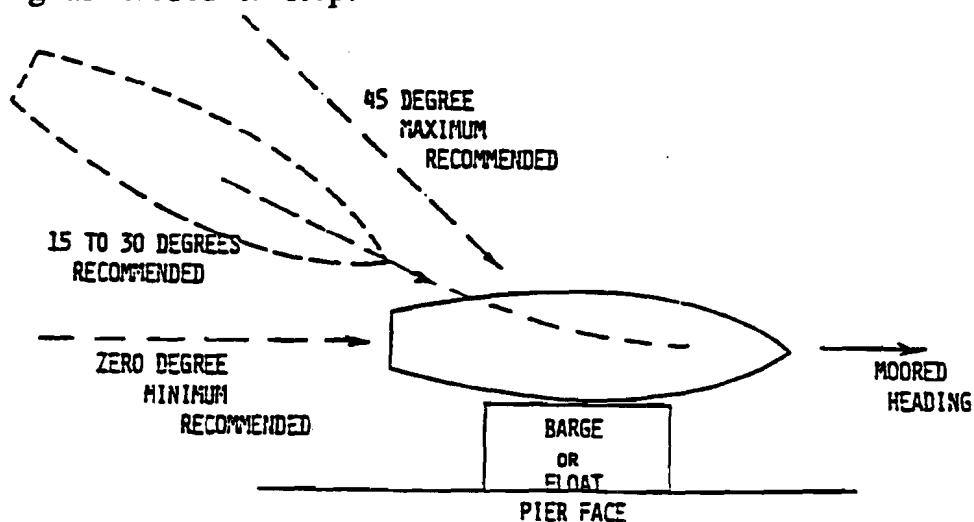 45 DEGREE
MAXIMUM
RECOMMENDED
15 TO 30 DEGREES
RECOMMENDED
ZERO DEGREE
MINIMUM
RECOMMENDED
MOORED
HEADING
BARGE
OR
FLOAT
PIER FACE